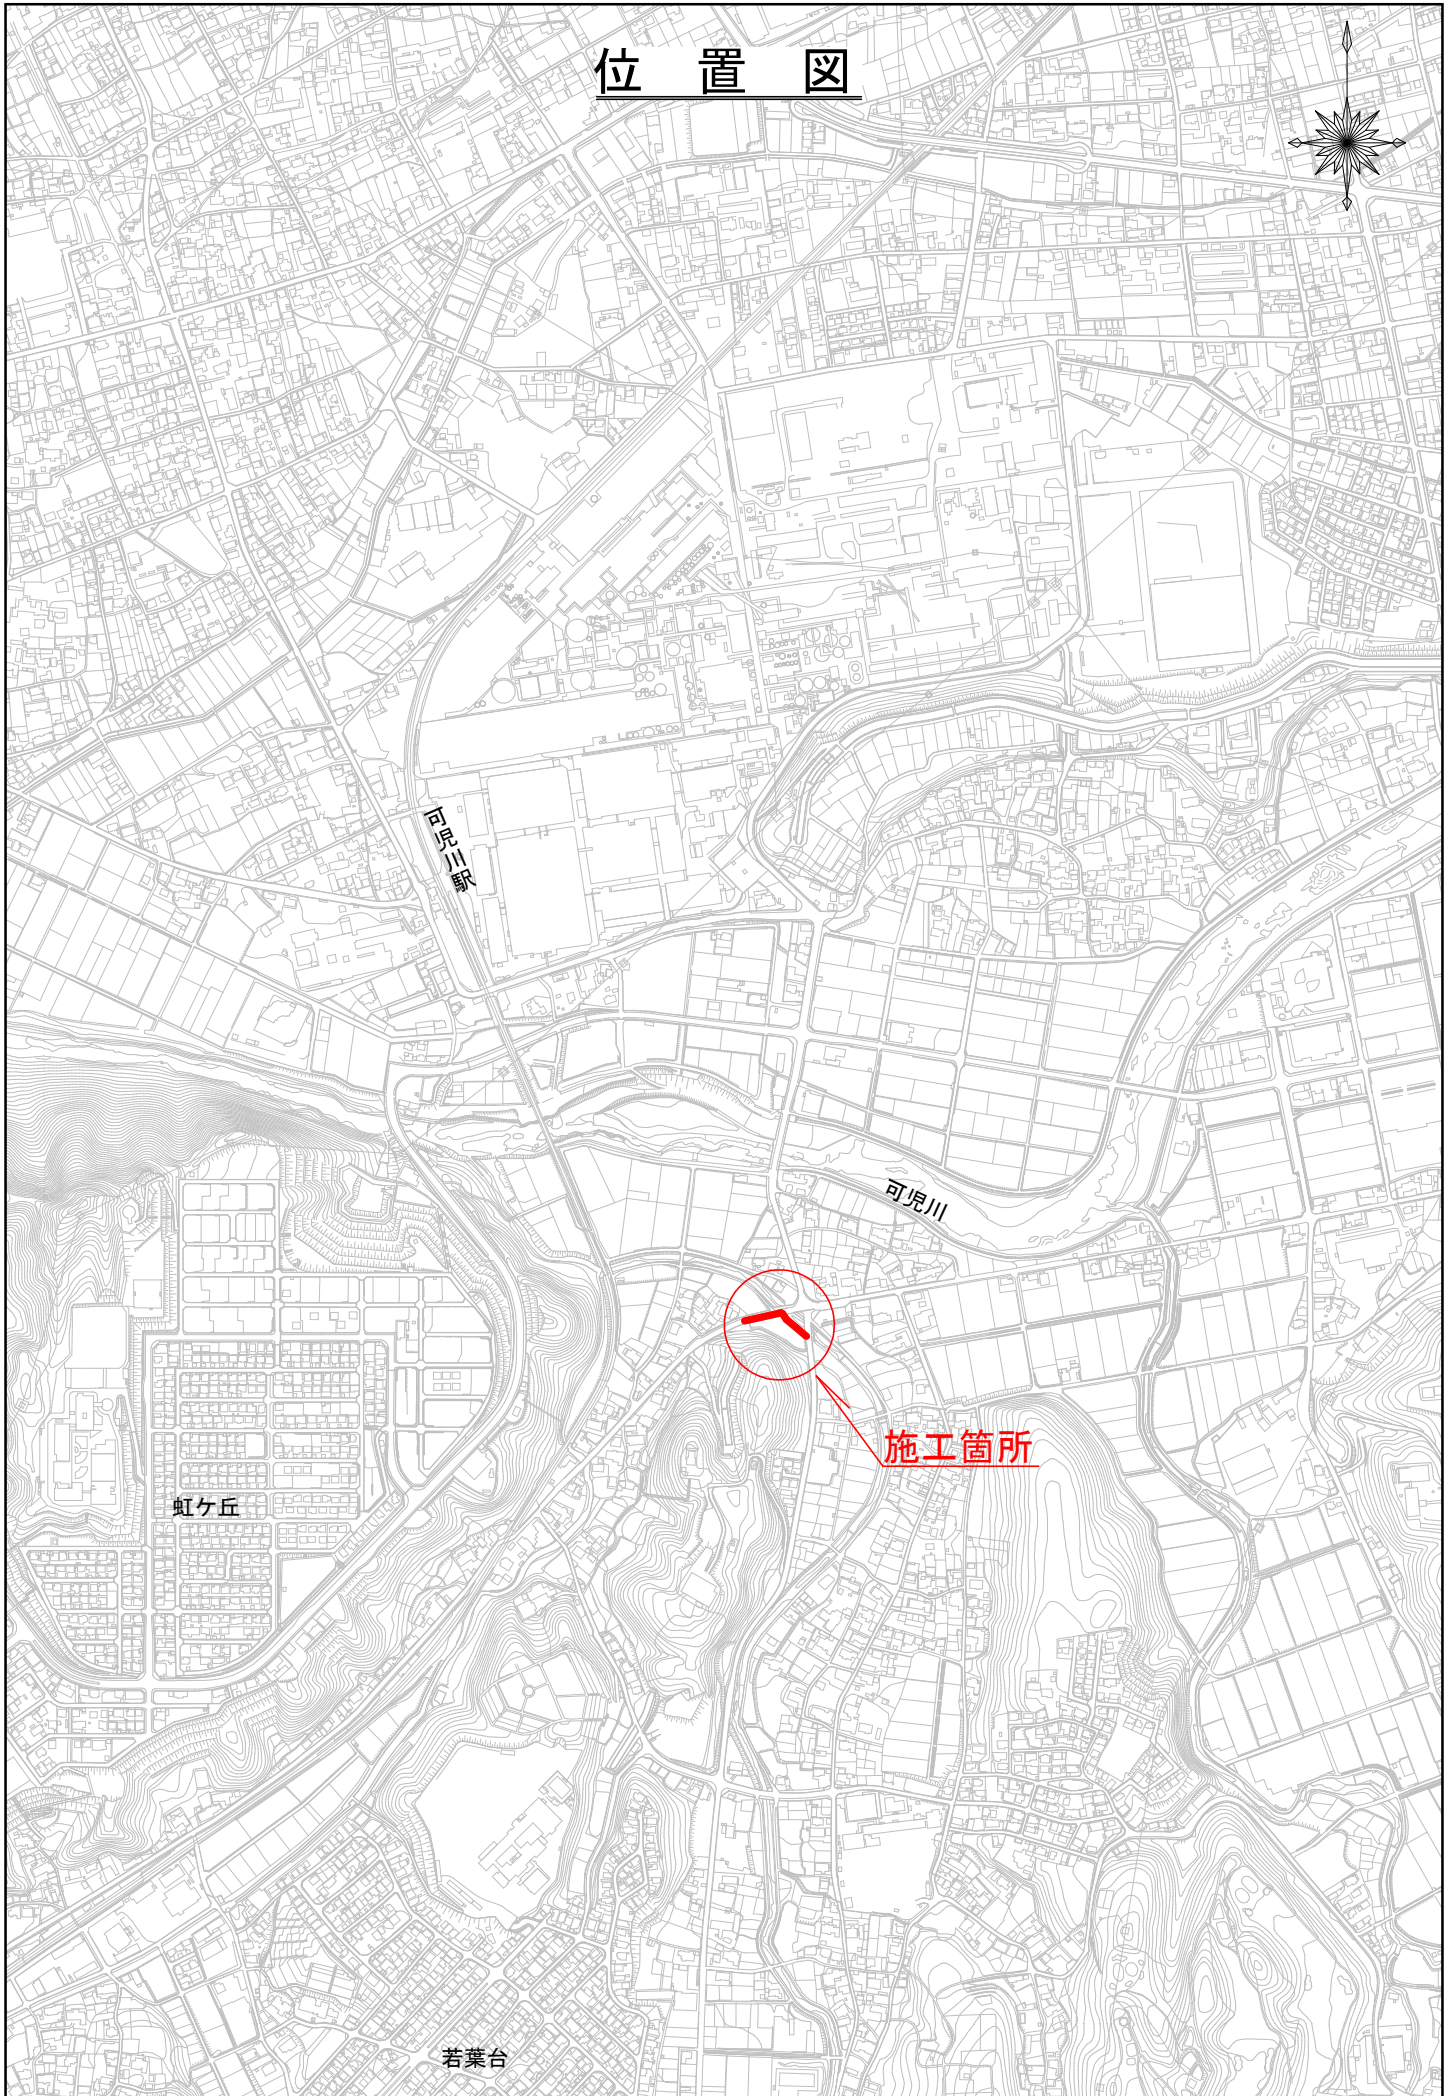 位置図
可児川駅
可児川
施工箇所
虹ケ丘
若葉台